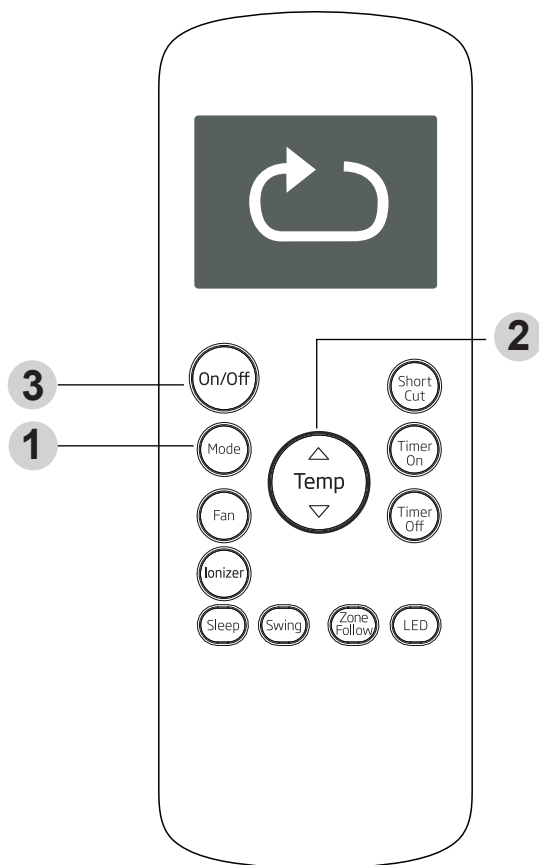 2
3
On/Off
Short
Cut
1
Mode
Temp
Timer
On
Fan
Timer
Off
Ionizer
Sleep
Swing
Zone
Follow
LED